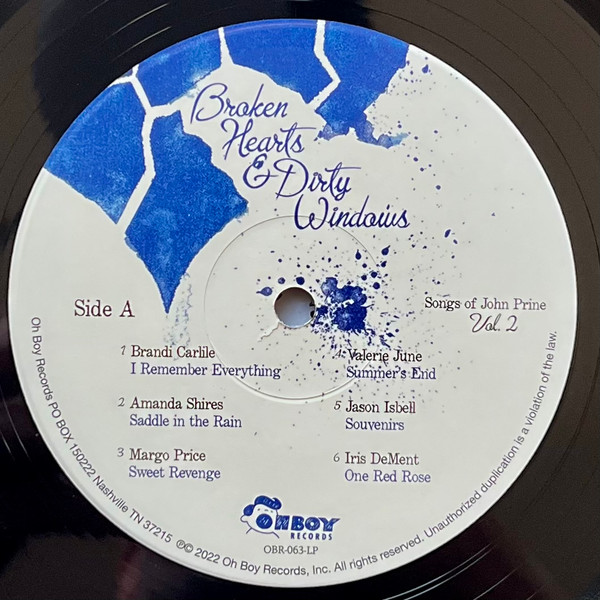 Broken
Hearts
& Dirty
Windows
Side A
Songs of John Prine
Vol. 2
1 Brandi Carlile
I Remember Everything
2 Amanda Shires
Saddle in the Rain
3 Margo Price
Sweet Revenge
4 Valerie June
Summer's End
5 Jason Isbell
Souvenirs
6 Iris DeMent
One Red Rose
OH BOY
RECORDS
OBR-063-LP
Oh Boy Records PO BOX 150222 Nashville TN 37215 ℗© 2022 Oh Boy Records, Inc. All rights reserved. Unauthorized duplication is a violation of the law.